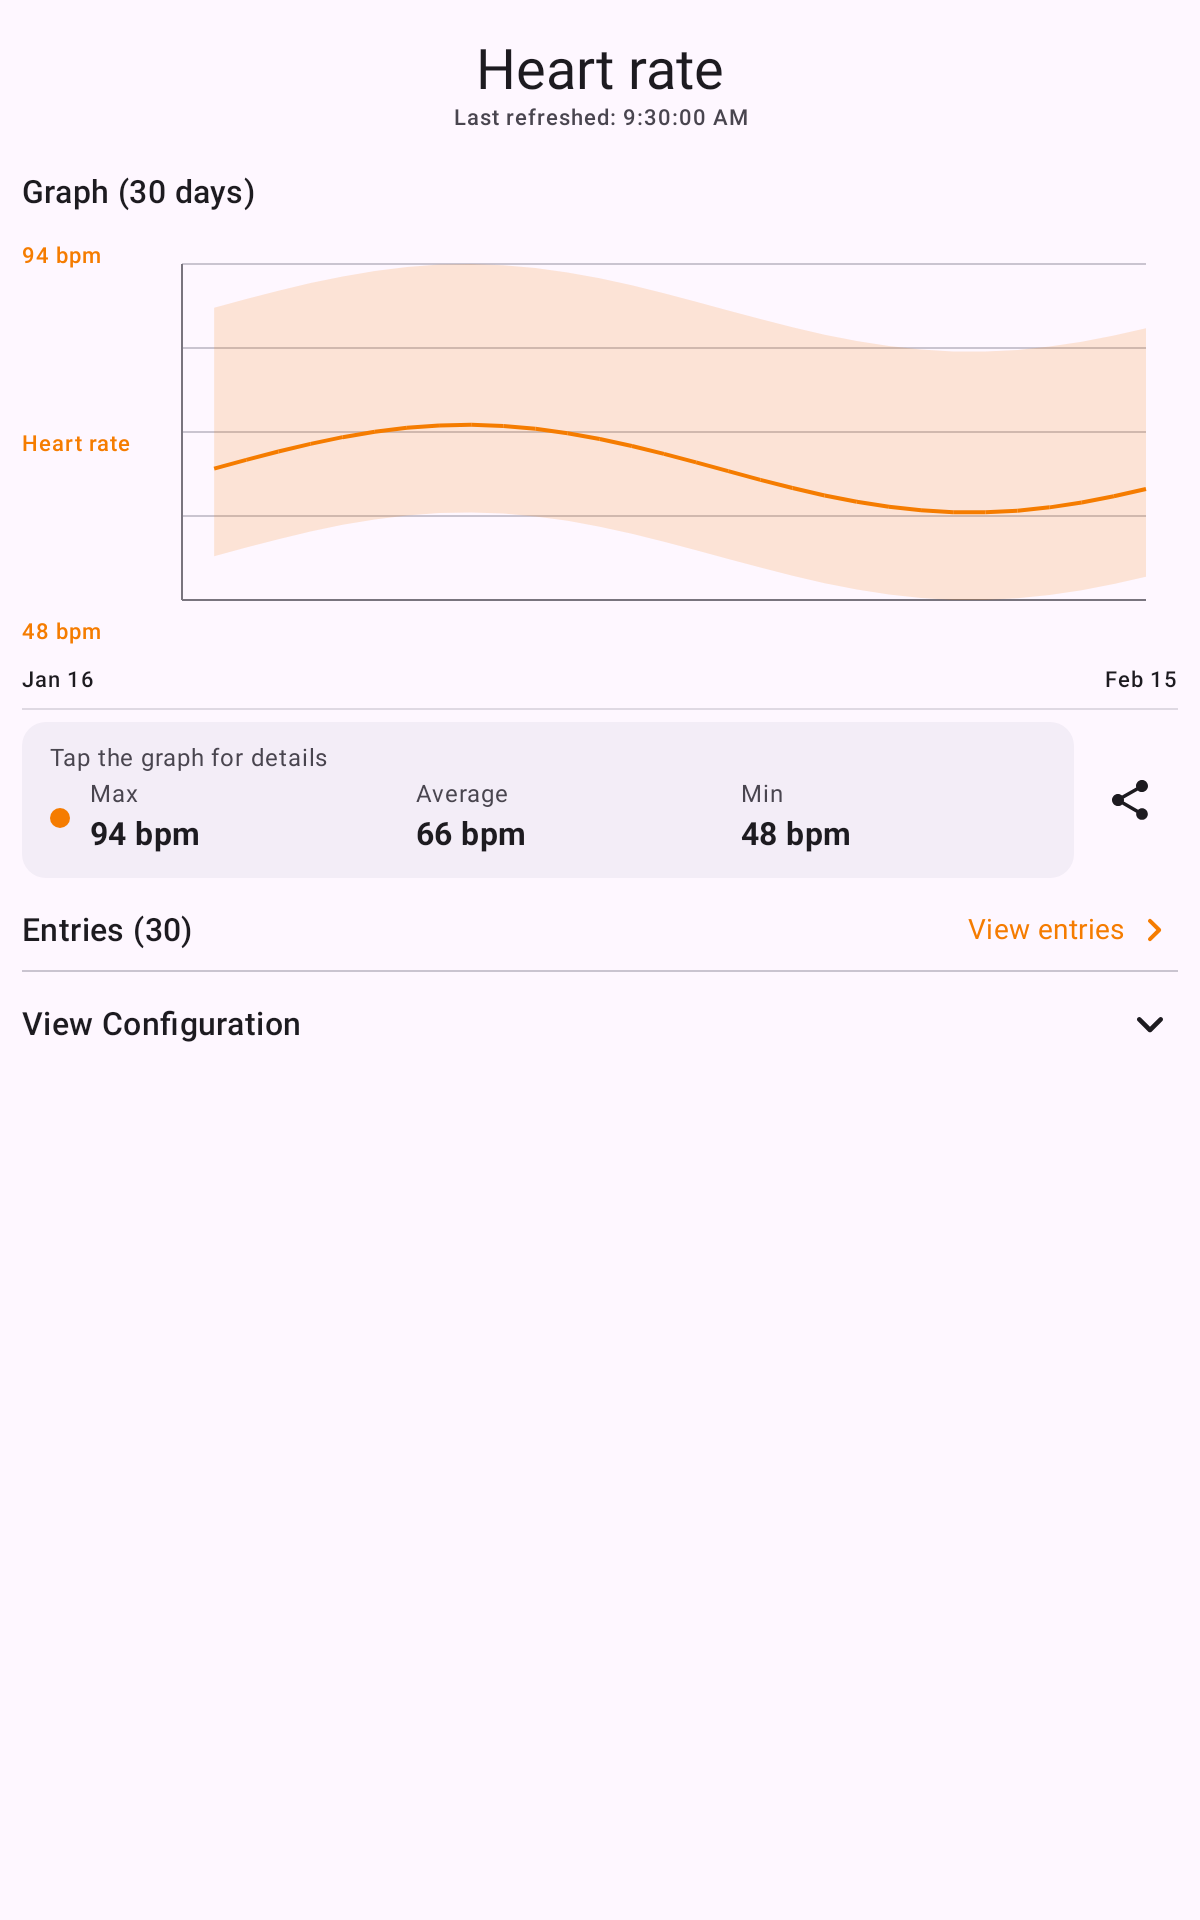 Heart rate
Last refreshed: 9:30:00 AM
Graph (30 days)
94 bpm
Heart rate
48 bpm
Jan 16 Feb 15
Tap the graph for details
Max Average Min
94 bpm 66 bpm 48 bpm
Entries (30) View entries
View Configuration